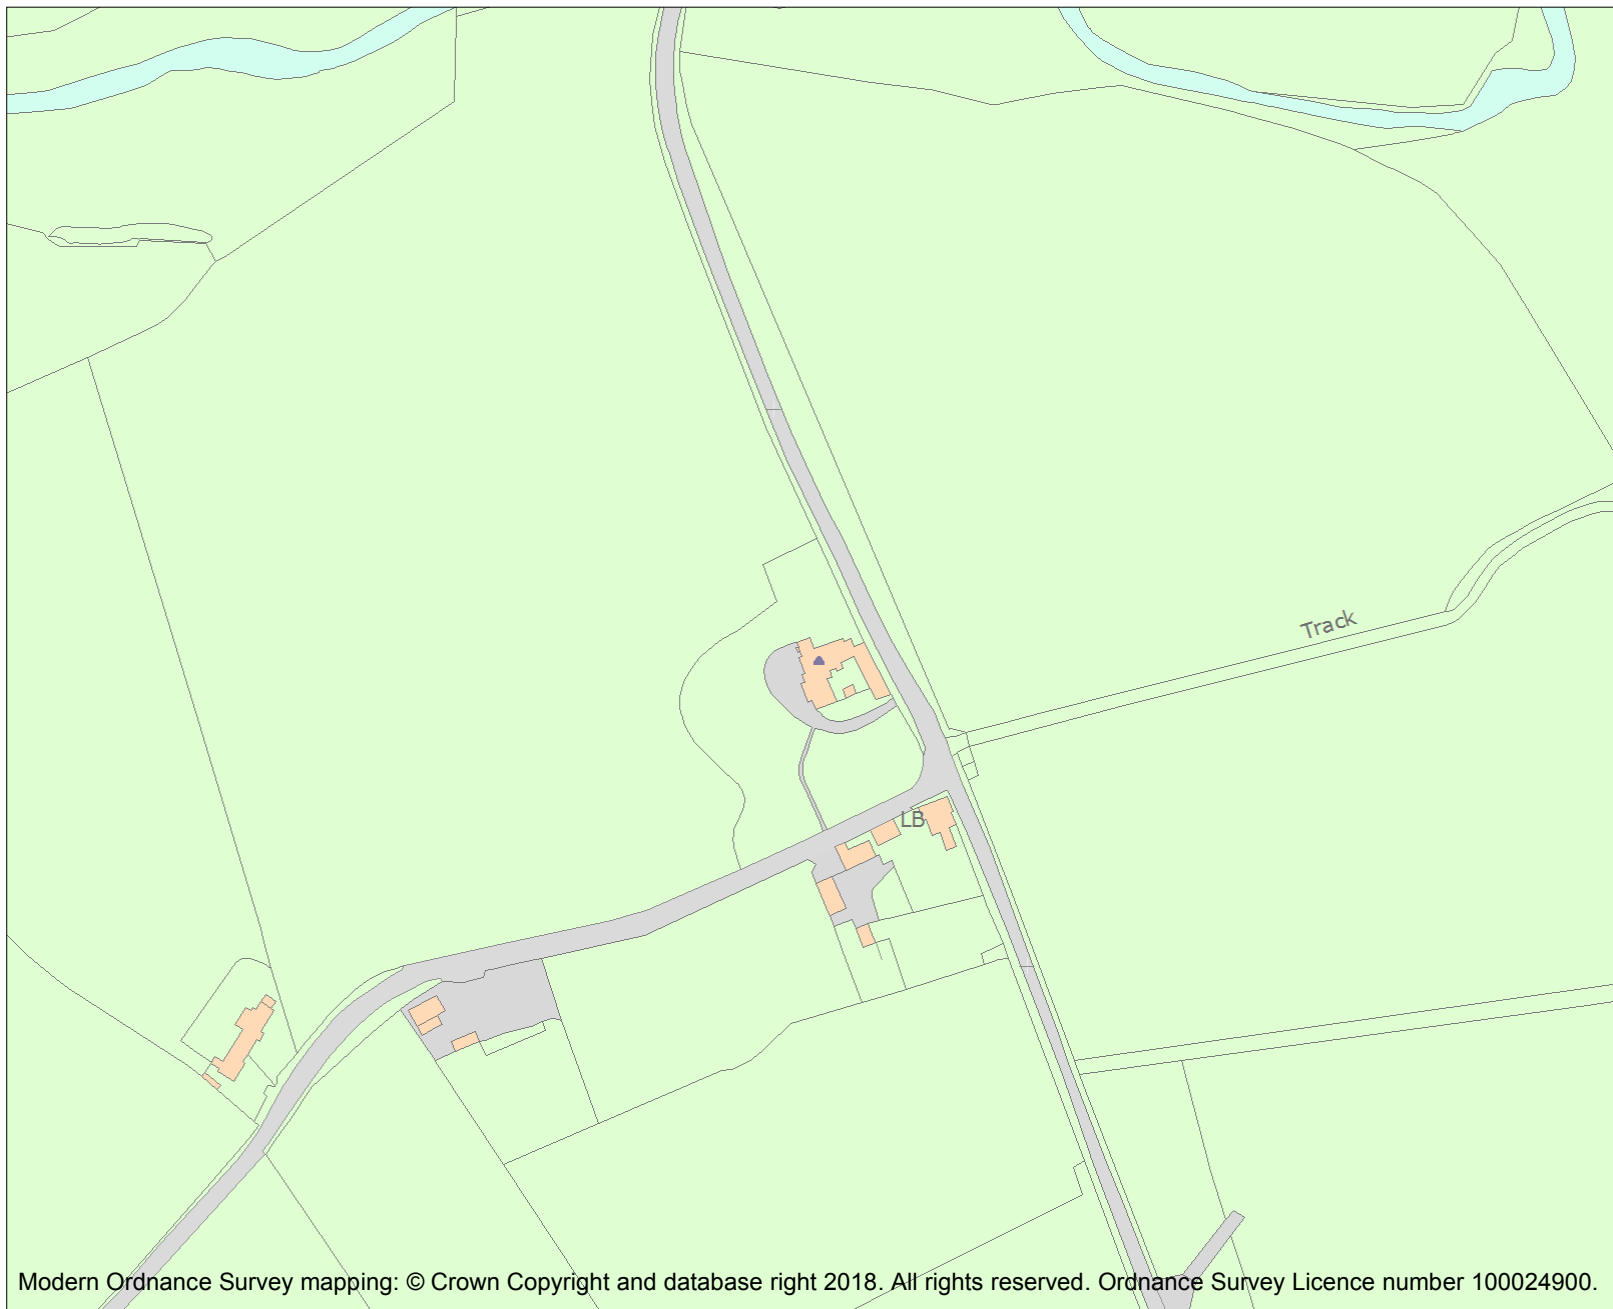 Track
LB
Modern Ordnance Survey mapping: © Crown Copyright and database right 2018. All rights reserved. Ordnance Survey Licence number 100024900.